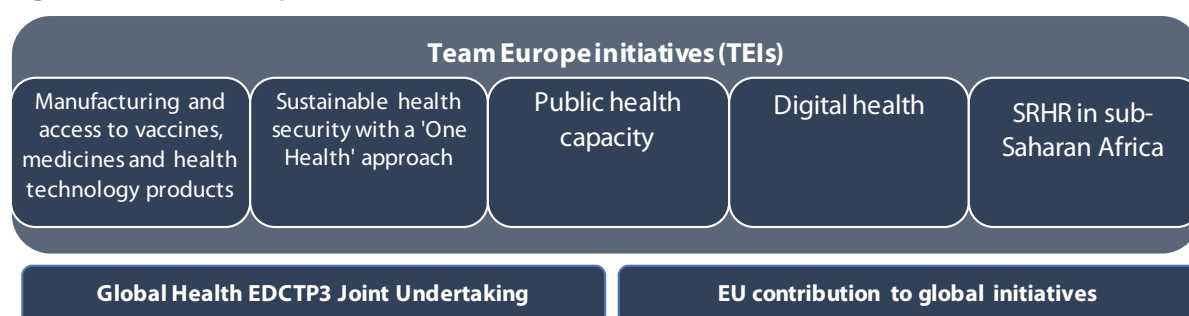 Team Europe initiatives (TEIs)
Manufacturing and
access to vaccines,
medicines and health
technology products
Sustainable health
security with a 'One
Health' approach
Public health
capacity
Digital health
SRHR in sub-
Saharan Africa
Global Health EDCTP3 Joint Undertaking
EU contribution to global initiatives